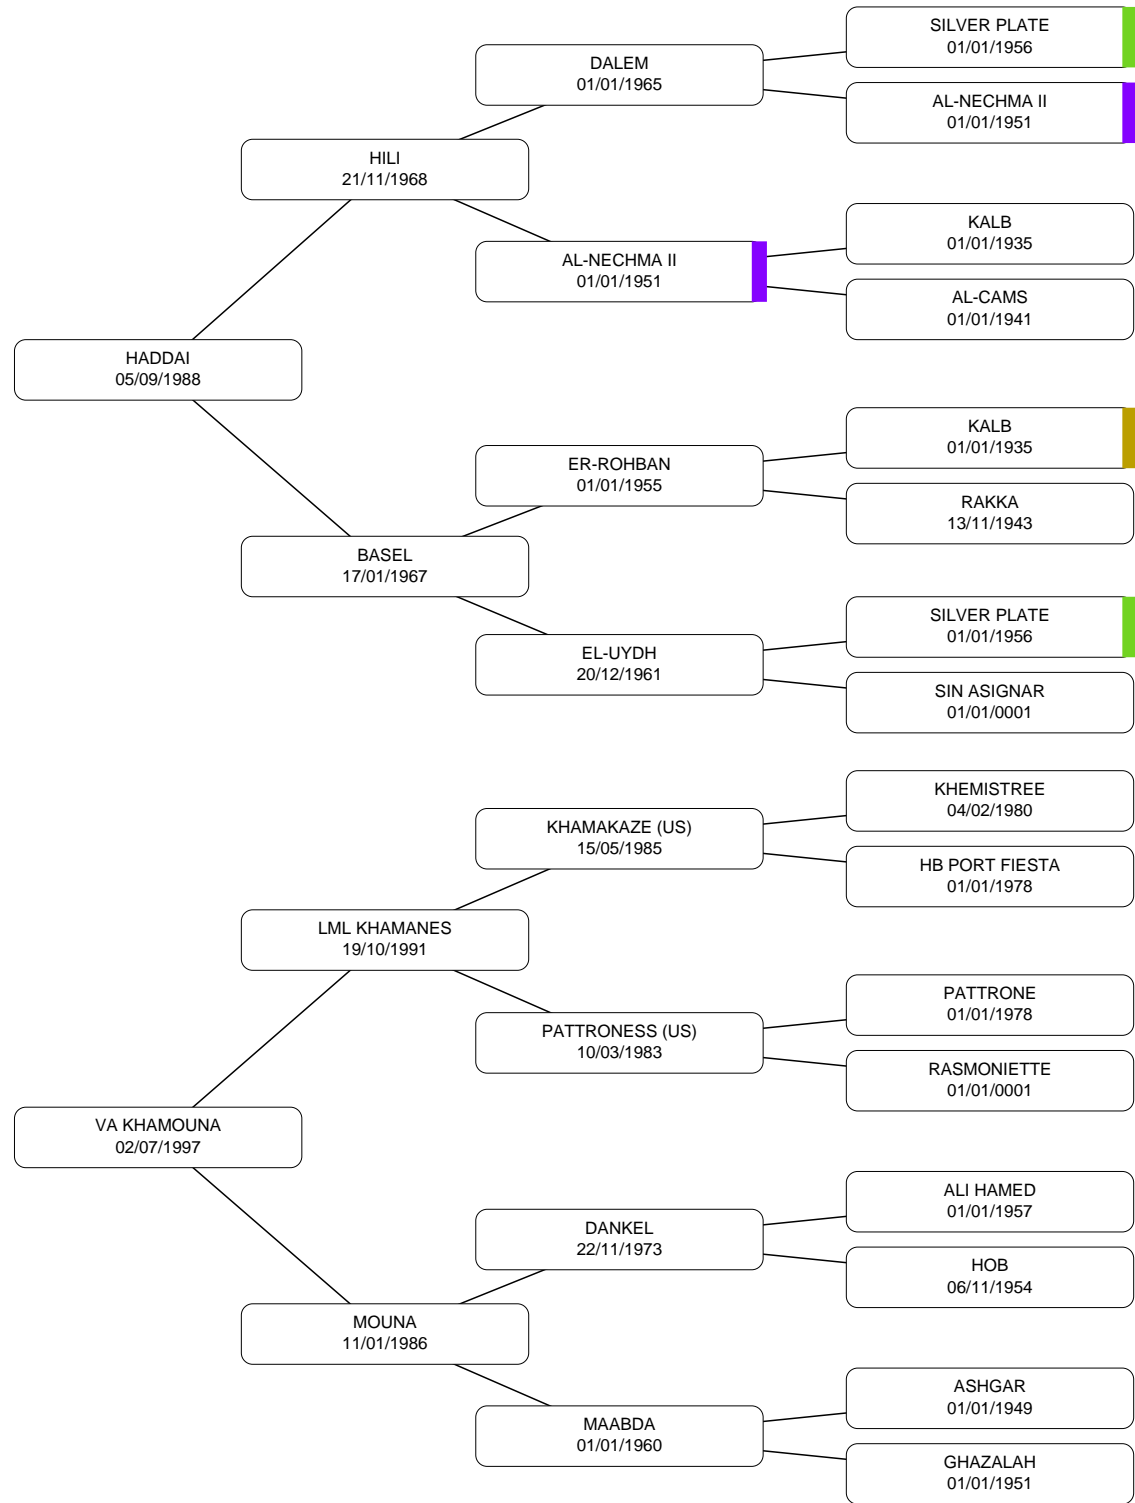 SILVER PLATE
01/01/1956
DALEM
01/01/1965
AL-NECHMA II
01/01/1951
HILI
21/11/1968
KALB
01/01/1935
AL-NECHMA II
01/01/1951
AL-CAMS
01/01/1941
HADDAI
05/09/1988
KALB
01/01/1935
ER-ROHBAN
01/01/1955
RAKKA
13/11/1943
BASEL
17/01/1967
SILVER PLATE
01/01/1956
EL-UYDH
20/12/1961
SIN ASIGNAR
01/01/0001
KHEMISTREE
04/02/1980
KHAMAKAZE (US)
15/05/1985
HB PORT FIESTA
01/01/1978
LML KHAMANES
19/10/1991
PATTRONE
01/01/1978
PATTRONESS (US)
10/03/1983
RASMONIETTE
01/01/0001
VA KHAMOUNA
02/07/1997
ALI HAMED
01/01/1957
DANKEL
22/11/1973
HOB
06/11/1954
MOUNA
11/01/1986
ASHGAR
01/01/1949
MAABDA
01/01/1960
GHAZALAH
01/01/1951